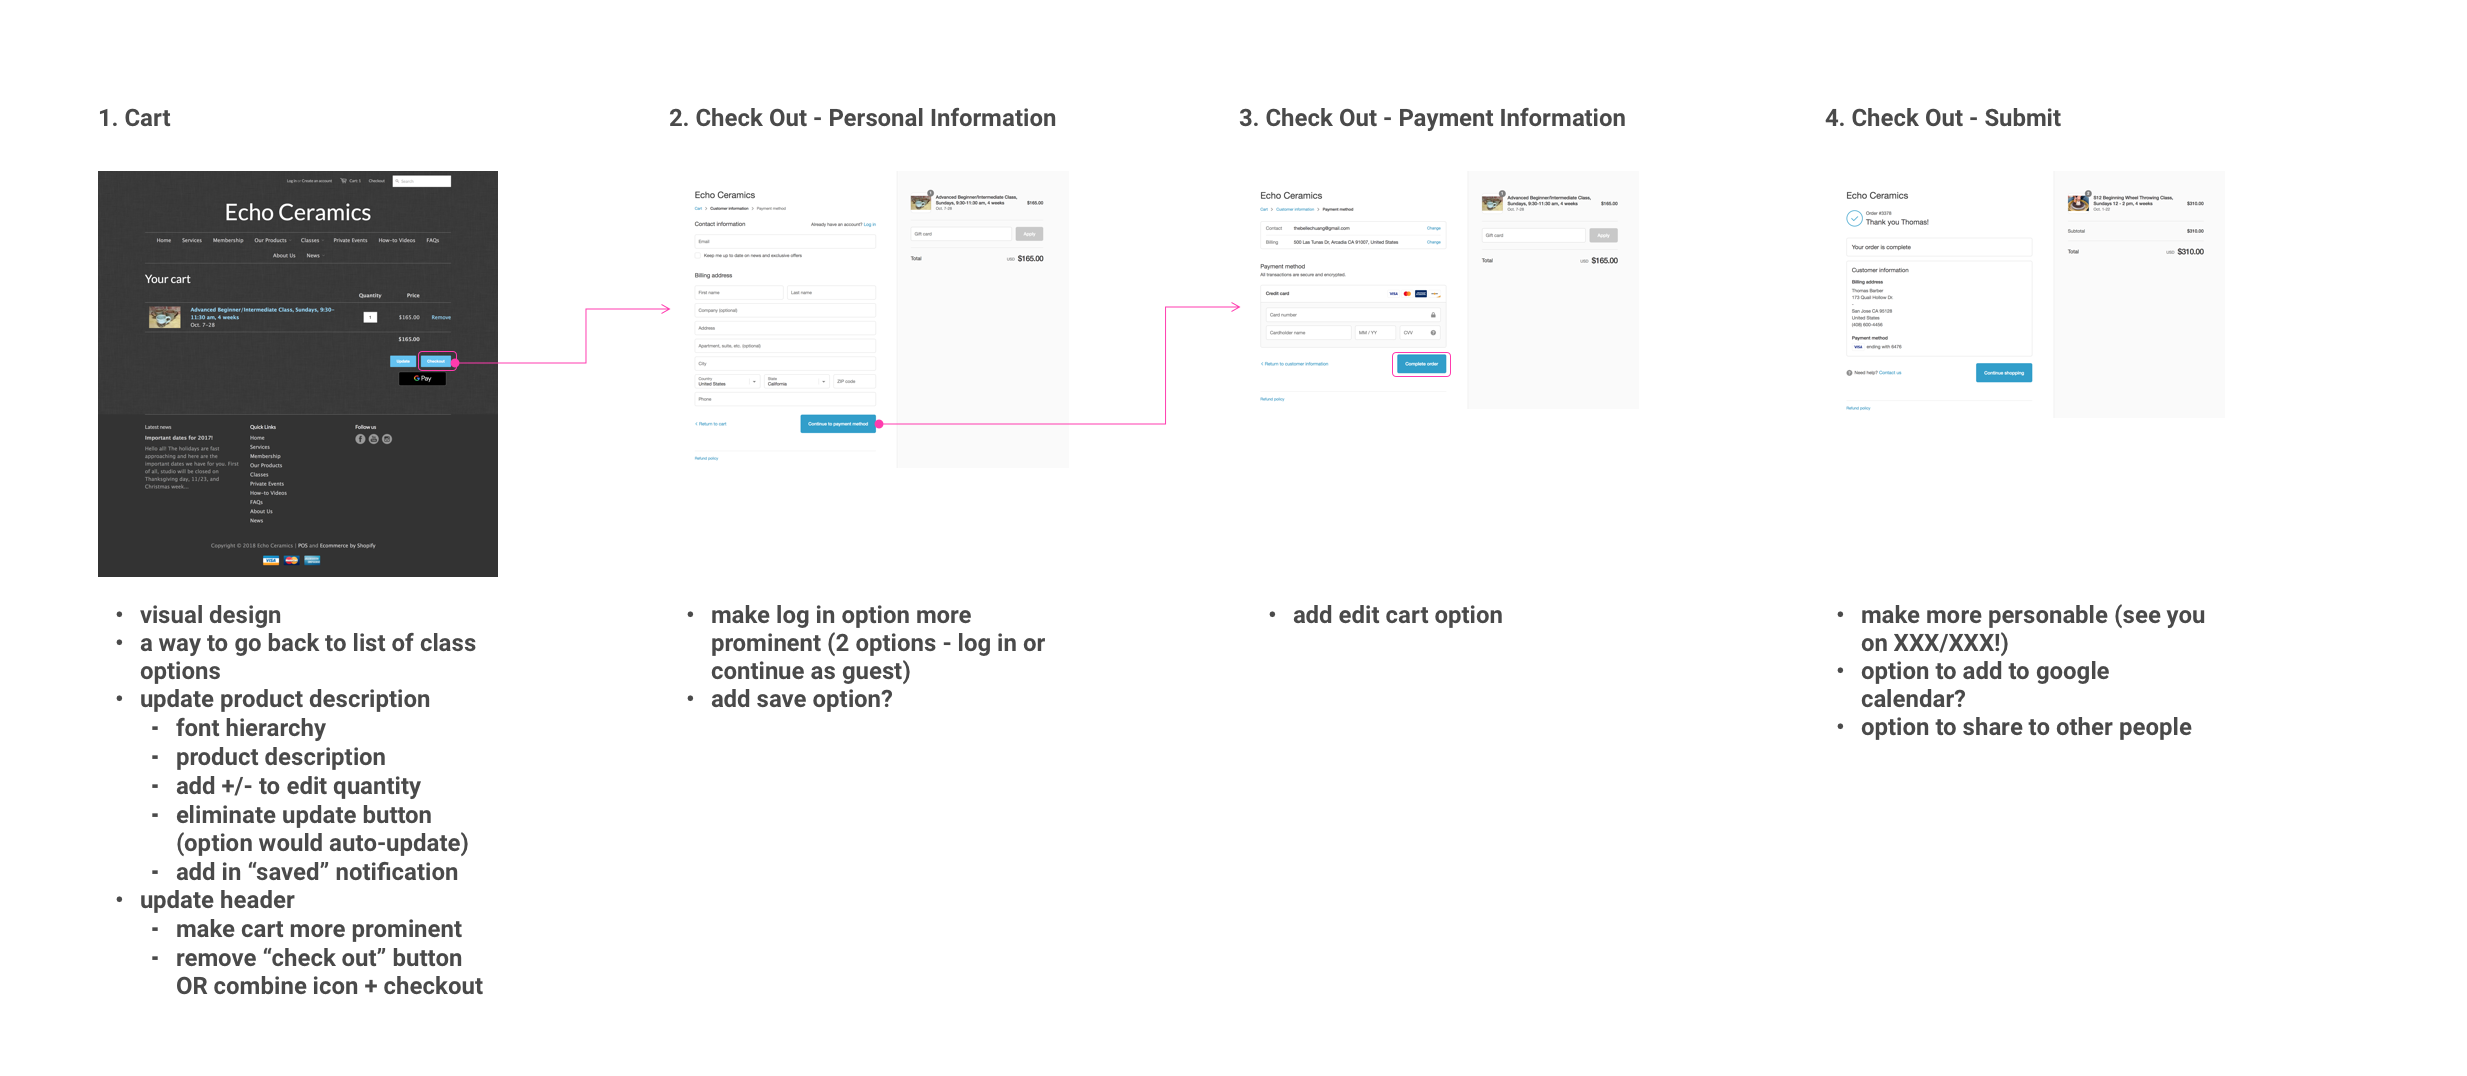 1. Cart
2. Check Out - Personal Information
3. Check Out - Payment Information
4. Check Out - Submit
Log in or Create an account
Cart: 1
Checkout
Search
Echo Ceramics
Home
Services
Membership
Our Products
Classes
Private Events
How-to Videos
FAQs
About Us
News
Your cart
Quantity
Price
Advanced Beginner/Intermediate Class, Sundays, 9:30-
11:30 am, 4 weeks
Oct. 7-28
1
$165.00
Remove
$165.00
Update
Checkout
G Pay
Latest news
Important dates for 2017!
Hello all! The holidays are fast
approaching and here are the
important dates we have for you. First
of all, studio will be closed on
Thanksgiving day, 11/23, and
Christmas week...
Quick Links
Home
Services
Membership
Our Products
Classes
Private Events
How-to Videos
FAQs
About Us
News
Follow us
Copyright © 2018 Echo Ceramics | POS and Ecommerce by Shopify
VISA
Echo Ceramics
Cart > Customer information > Payment method
Contact information
Already have an account? Log in
Email
Keep me up to date on news and exclusive offers
Billing address
First name
Last name
Company (optional)
Address
Apartment, suite, etc. (optional)
City
Country
United States
State
California
ZIP code
Phone
< Return to cart
Continue to payment method
Refund policy
1
Advanced Beginner/Intermediate Class,
Sundays, 9:30-11:30 am, 4 weeks
Oct. 7-28
$165.00
Gift card
Apply
Total
USD $165.00
Echo Ceramics
Cart > Customer information > Payment method
Contact
thebellechuang@gmail.com
Change
Billing
500 Las Tunas Dr, Arcadia CA 91007, United States
Change
Payment method
All transactions are secure and encrypted.
Credit card
VISA
Card number
Cardholder name
MM / YY
CVV
< Return to customer information
Complete order
Refund policy
1
Advanced Beginner/Intermediate Class,
Sundays, 9:30-11:30 am, 4 weeks
Oct. 7-28
$165.00
Gift card
Apply
Total
USD $165.00
Echo Ceramics
Order #3378
Thank you Thomas!
Your order is complete
Customer information
Billing address
Thomas Barber
173 Quail Hollow Dr.
San Jose CA 95128
United States
(408) 600-4456
Payment method
VISA ending with 6476
? Need help? Contact us
Continue shopping
Refund policy
2
S12 Beginning Wheel Throwing Class,
Sundays 12 - 2 pm, 4 weeks
Oct. 1-22
$310.00
Subtotal
$310.00
Total
USD $310.00
• visual design
• a way to go back to list of class
options
• update product description
- font hierarchy
- product description
- add +/- to edit quantity
- eliminate update button
(option would auto-update)
- add in “saved” notification
• update header
- make cart more prominent
- remove “check out” button
OR combine icon + checkout
• make log in option more
prominent (2 options - log in or
continue as guest)
• add save option?
• add edit cart option
• make more personable (see you
on XXX/XXX!)
• option to add to google
calendar?
• option to share to other people